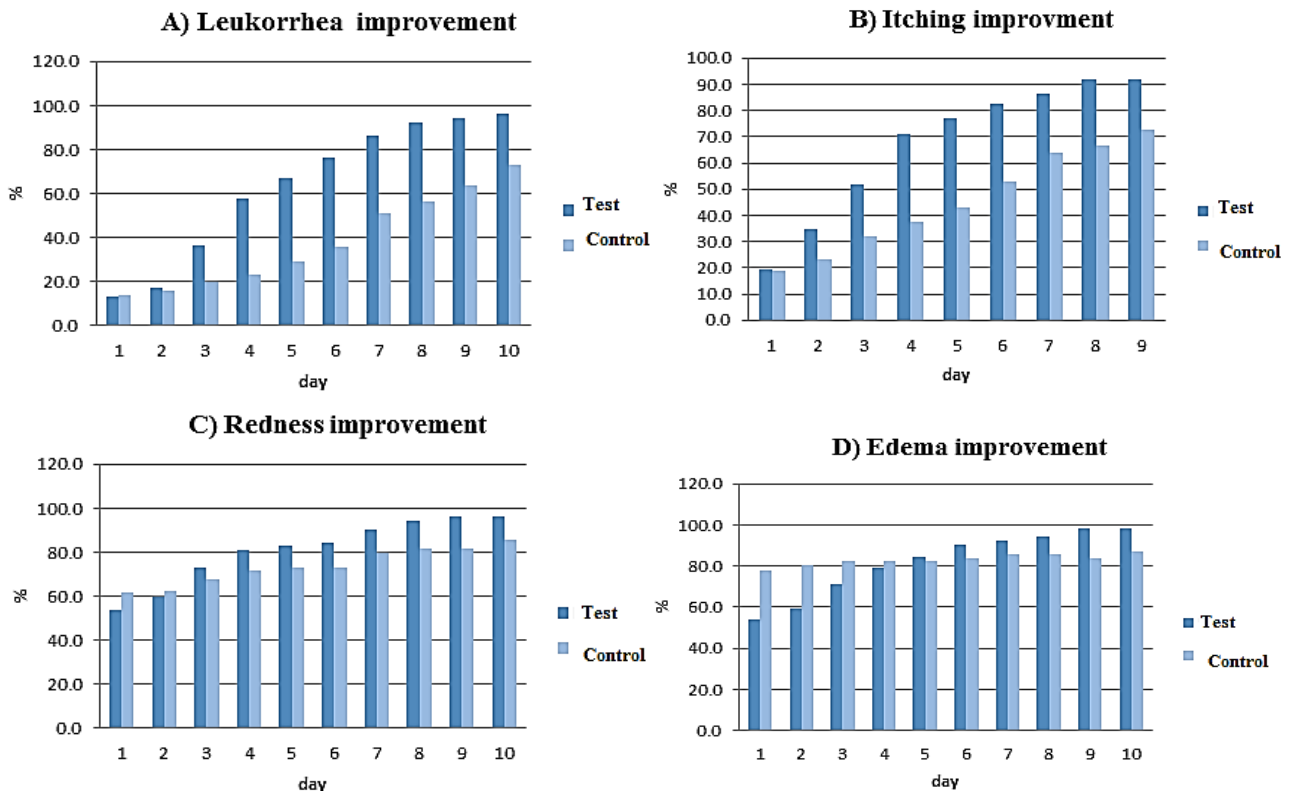 A) Leukorrhea improvement
120.0
100.0
80.0
60.0
40.0
20.0
0.0
%
1 2 3 4 5 6 7 8 9 10
day
Test
Control
B) Itching improvment
100.0
90.0
80.0
70.0
60.0
50.0
40.0
30.0
20.0
10.0
0.0
%
1 2 3 4 5 6 7 8 9
day
Test
Control
C) Redness improvement
120.0
100.0
80.0
60.0
40.0
20.0
0.0
%
1 2 3 4 5 6 7 8 9 10
day
Test
Control
D) Edema improvement
120.0
100.0
80.0
60.0
40.0
20.0
0.0
%
1 2 3 4 5 6 7 8 9 10
day
Test
Control